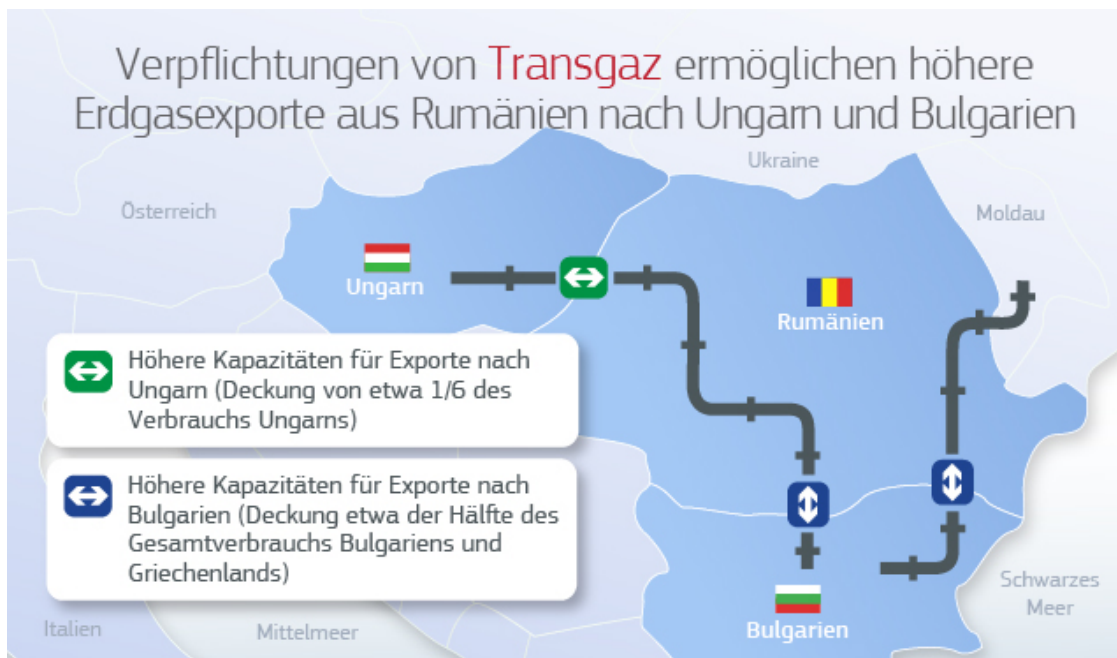 Verpflichtungen von Transgaz ermöglichen höhere
Erdgasexporte aus Rumänien nach Ungarn und Bulgarien
Ukraine
Österreich
Moldau
Ungarn
Rumänien
Höhere Kapazitäten für Exporte nach
Ungarn (Deckung von etwa 1/6 des
Verbrauchs Ungarns)
Höhere Kapazitäten für Exporte nach
Bulgarien (Deckung etwa der Hälfte des
Gesamtverbrauchs Bulgariens und
Griechenlands)
Schwarzes
Meer
Italien
Mittelmeer
Bulgarien